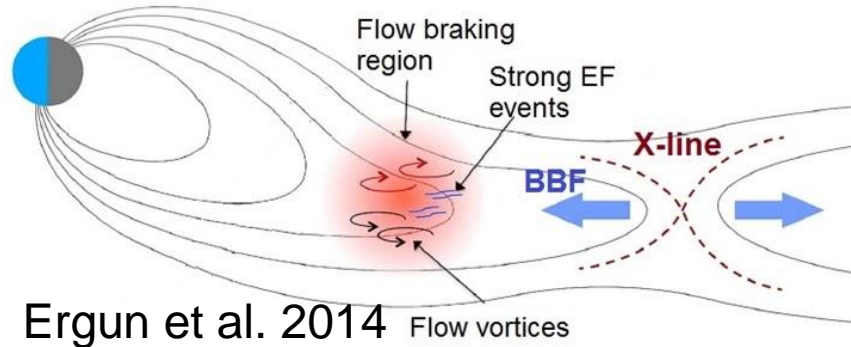 Flow braking
region
Strong EF
events
X-line
BBF
Ergun et al. 2014
Flow vortices